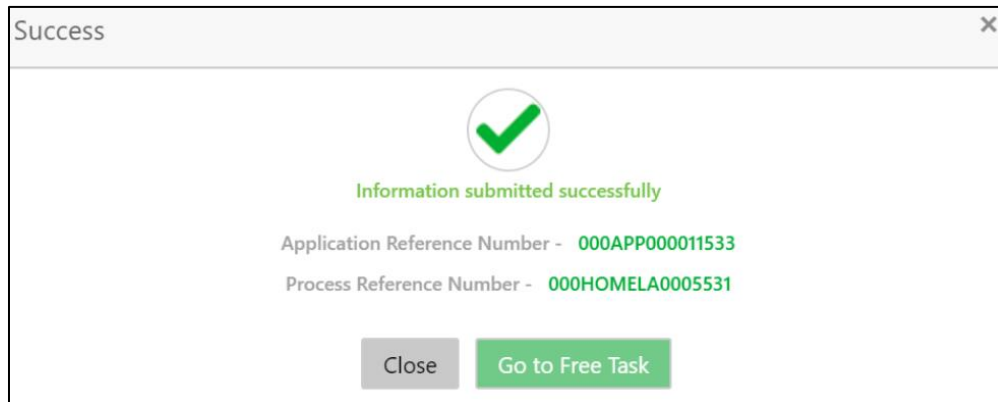 Success ×
Information submitted successfully
Application Reference Number - 000APP000011533
Process Reference Number - 000HOMELA0005531
Close Go to Free Task